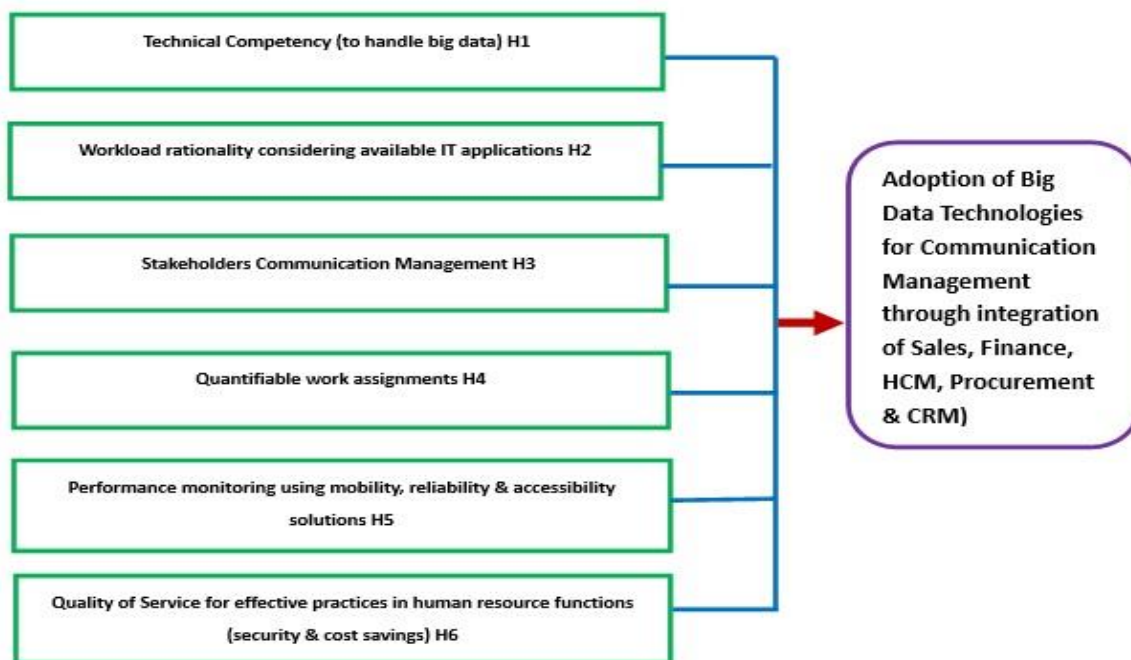 Technical Competency (to handle big data) H1
Workload rationality considering available IT applications H2
Stakeholders Communication Management H3
Quantifiable work assignments H4
Performance monitoring using mobility, reliability & accessibility
solutions H5
Quality of Service for effective practices in human resource functions
(security & cost savings) H6
Adoption of Big
Data Technologies
for Communication
Management
through integration
of Sales, Finance,
HCM, Procurement
& CRM)